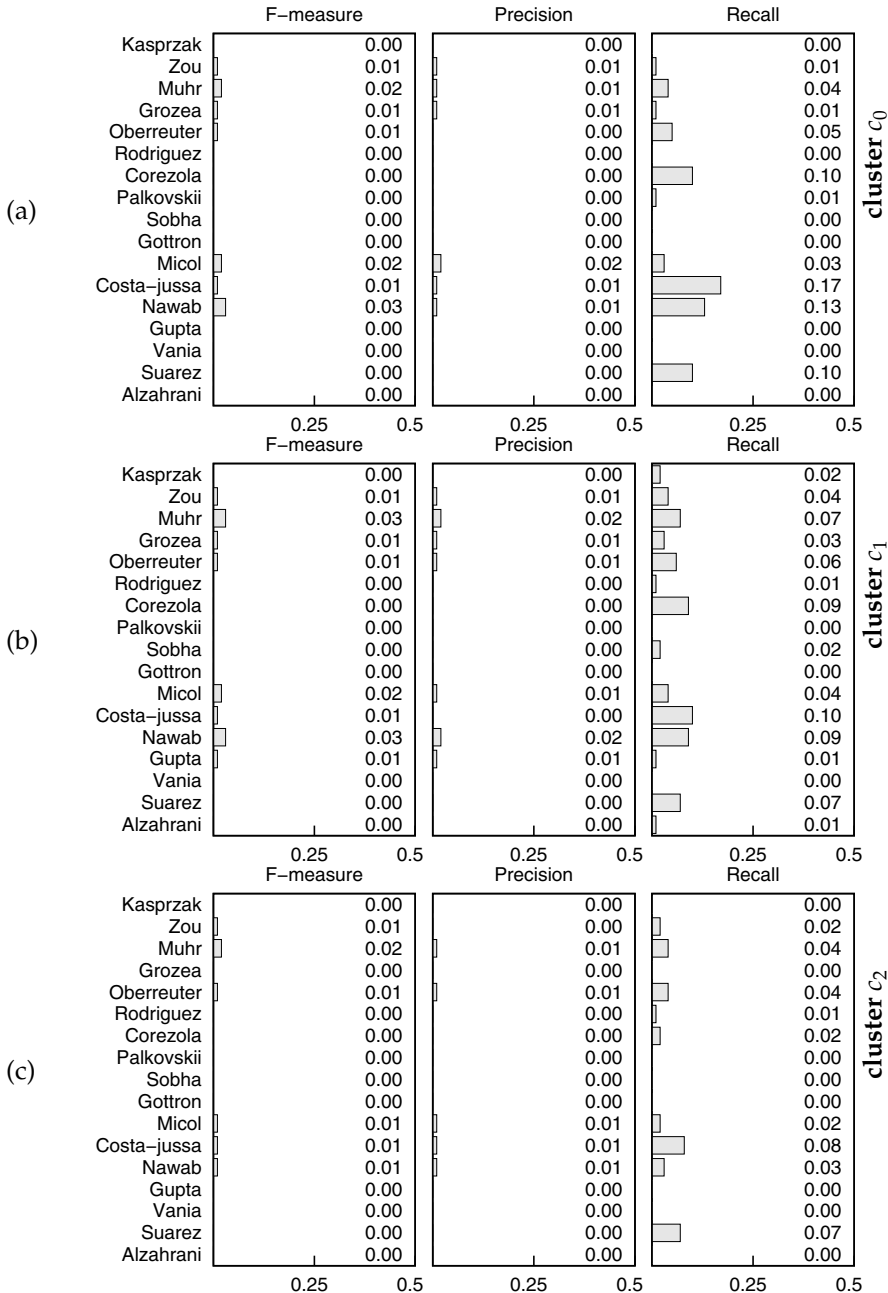 F−measure Precision Recall
Kasprzak 0.00 0.00 0.00
Zou 0.01 0.01 0.01
Muhr 0.02 0.01 0.04
Grozea 0.01 0.01 0.01
Oberreuter 0.01 0.00 0.05
Rodriguez 0.00 0.00 0.00
Corezola 0.00 0.00 0.10
Palkovskii 0.00 0.00 0.01
(a)
Sobha 0.00 0.00 0.00
Gottron 0.00 0.00 0.00
Micol 0.02 0.02 0.03
Costa−jussa 0.01 0.01 0.17
Nawab 0.03 0.01 0.13
Gupta 0.00 0.00 0.00
Vania 0.00 0.00 0.00
Suarez 0.00 0.00 0.10
Alzahrani 0.00 0.00 0.00
0.25 0.5 0.25 0.5 0.25 0.5
cluster c0
F−measure Precision Recall
Kasprzak 0.00 0.00 0.02
Zou 0.01 0.01 0.04
Muhr 0.03 0.02 0.07
Grozea 0.01 0.01 0.03
Oberreuter 0.01 0.01 0.06
Rodriguez 0.00 0.00 0.01
Corezola 0.00 0.00 0.09
Palkovskii 0.00 0.00 0.00
(b)
Sobha 0.00 0.00 0.02
Gottron 0.00 0.00 0.00
Micol 0.02 0.01 0.04
Costa−jussa 0.01 0.00 0.10
Nawab 0.03 0.02 0.09
Gupta 0.01 0.01 0.01
Vania 0.00 0.00 0.00
Suarez 0.00 0.00 0.07
Alzahrani 0.00 0.00 0.01
0.25 0.5 0.25 0.5 0.25 0.5
cluster c1
F−measure Precision Recall
Kasprzak 0.00 0.00 0.00
Zou 0.01 0.00 0.02
Muhr 0.02 0.01 0.04
Grozea 0.00 0.00 0.00
Oberreuter 0.01 0.01 0.04
Rodriguez 0.00 0.00 0.01
Corezola 0.00 0.00 0.02
Palkovskii 0.00 0.00 0.00
(c)
Sobha 0.00 0.00 0.00
Gottron 0.00 0.00 0.00
Micol 0.01 0.01 0.02
Costa−jussa 0.01 0.01 0.08
Nawab 0.01 0.01 0.03
Gupta 0.00 0.00 0.00
Vania 0.00 0.00 0.00
Suarez 0.00 0.00 0.07
Alzahrani 0.00 0.00 0.00
0.25 0.5 0.25 0.5 0.25 0.5
cluster c2